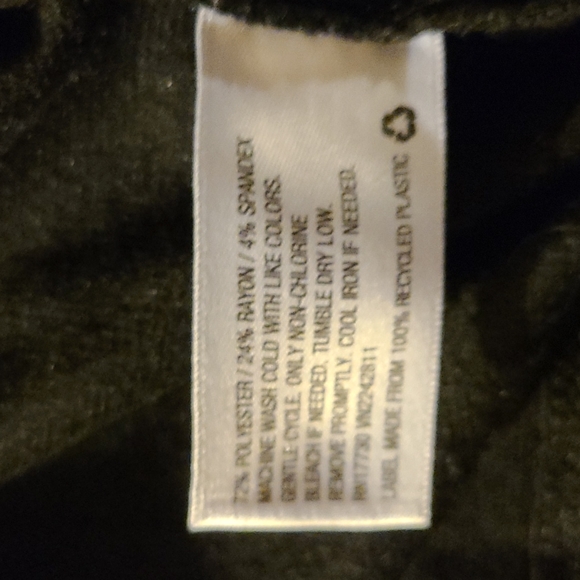 72% POLYESTER / 24% RAYON / 4% SPANDEX
MACHINE WASH COLD WITH LIKE COLORS.
GENTLE CYCLE. ONLY NON-CHLORINE
BLEACH IF NEEDED. TUMBLE DRY LOW.
REMOVE PROMPTLY. COOL IRON IF NEEDED.
RN17730 VN2242811
LABEL MADE FROM 100% RECYCLED PLASTIC